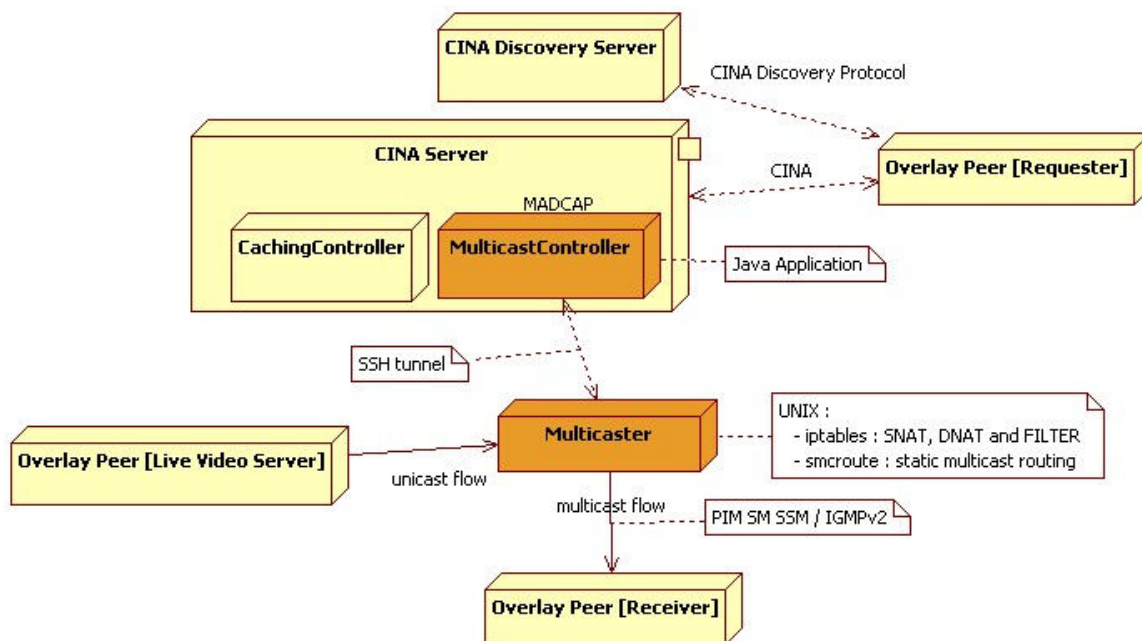 CINA Discovery Server
CINA Discovery Protocol
CINA Server
Overlay Peer [Requester]
CINA
MADCAP
CachingController
MulticastController
Java Application
SSH tunnel
UNIX :
- iptables : SNAT, DNAT and FILTER
- smcroute : static multicast routing
Multicaster
Overlay Peer [Live Video Server]
unicast flow
multicast flow
PIM SM SSM / IGMPv2
Overlay Peer [Receiver]